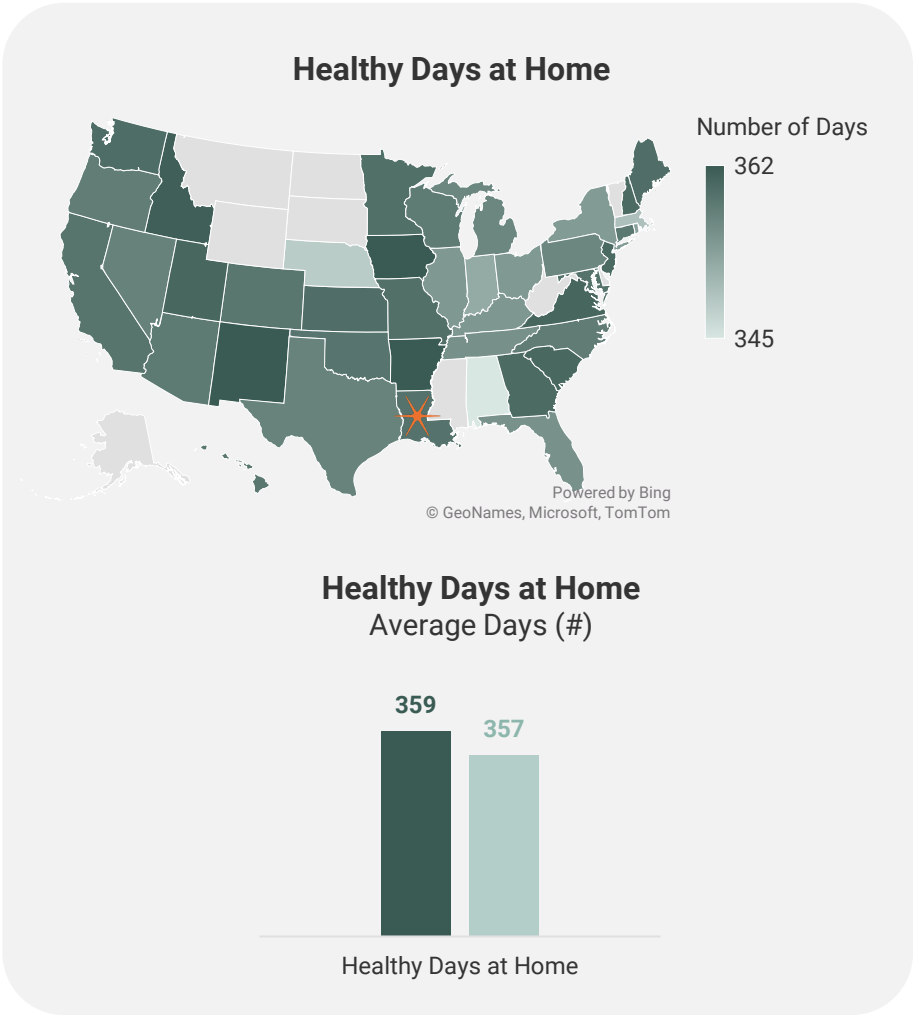 Healthy Days at Home
Number of Days
362
345
Powered by Bing
© GeoNames, Microsoft, TomTom
Healthy Days at Home
Average Days (#)
359
357
Healthy Days at Home